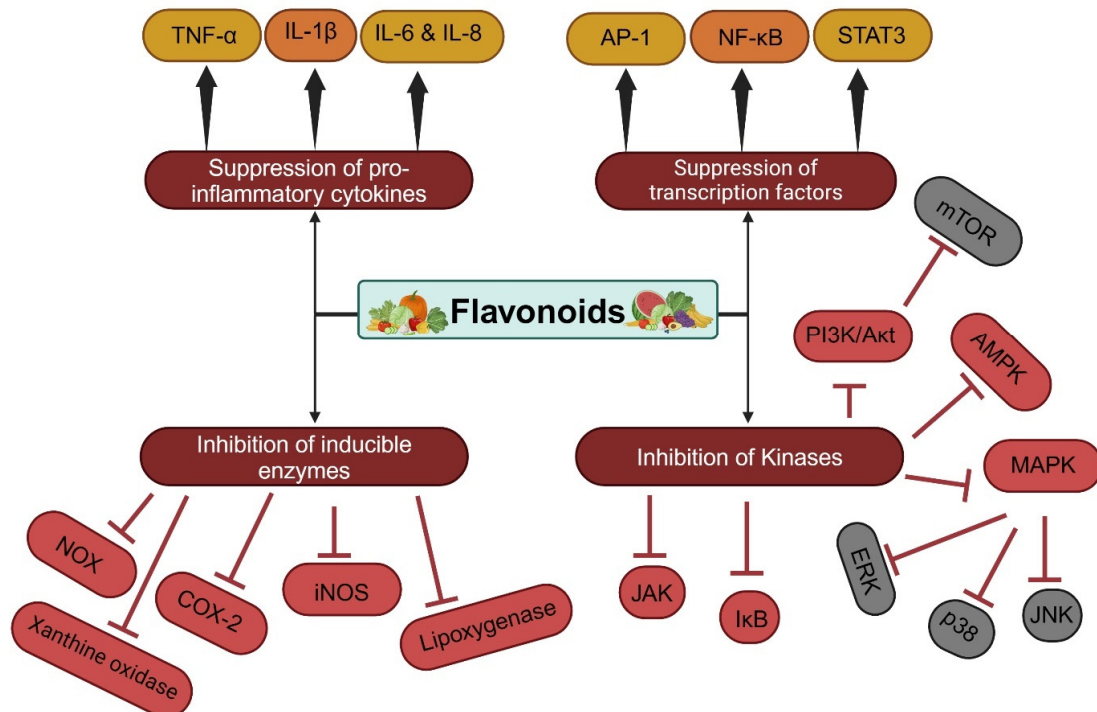 TNF-α
IL-1β
IL-6 & IL-8
AP-1
NF-κB
STAT3
Suppression of pro-
inflammatory cytokines
Suppression of
transcription factors
mTOR
Flavonoids
PI3K/Aκt
AMPK
Inhibition of inducible
enzymes
Inhibition of Kinases
MAPK
NOX
Xanthine oxidase
COX-2
iNOS
Lipoxygenase
JAK
IκB
ERK
p38
JNK